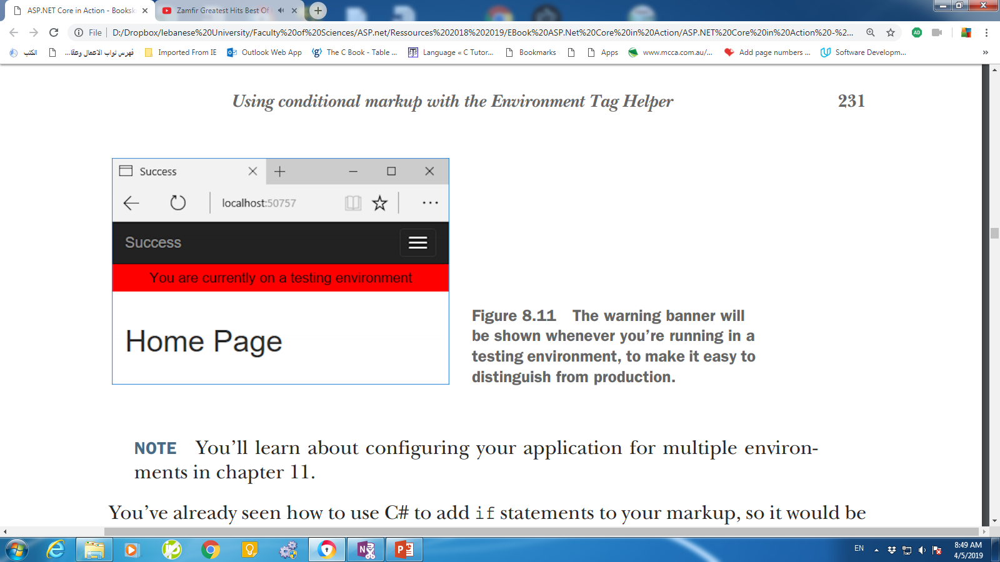 ASP.NET Core in Action - Booksk
Zamfir Greatest Hits Best Of
File
D:/Dropbox/lebanese%20University/Faculty%20of%20Sciences/ASP.net/Ressources%202018%202019/EBook%20ASP.Net%20Core%20in%20Action/ASP.NET%20Core%20in%20Action%20-%2...
الكتب
فهرس ثواب الاعمال وعقا...
Imported From IE
Outlook Web App
The C Book - Table ...
Language « C Tutor...
Bookmarks
Apps
www.mcca.com.au/...
Add page numbers ...
Software Developm...
»
Using conditional markup with the Environment Tag Helper 231
Success
localhost:50757
Success
You are currently on a testing environment
Home Page
Figure 8.11 The warning banner will
be shown whenever you're running in a
testing environment, to make it easy to
distinguish from production.
NOTE You'll learn about configuring your application for multiple environ-
ments in chapter 11.
You've already seen how to use C# to add if statements to your markup, so it would be
EN
8:49 AM
4/5/2019